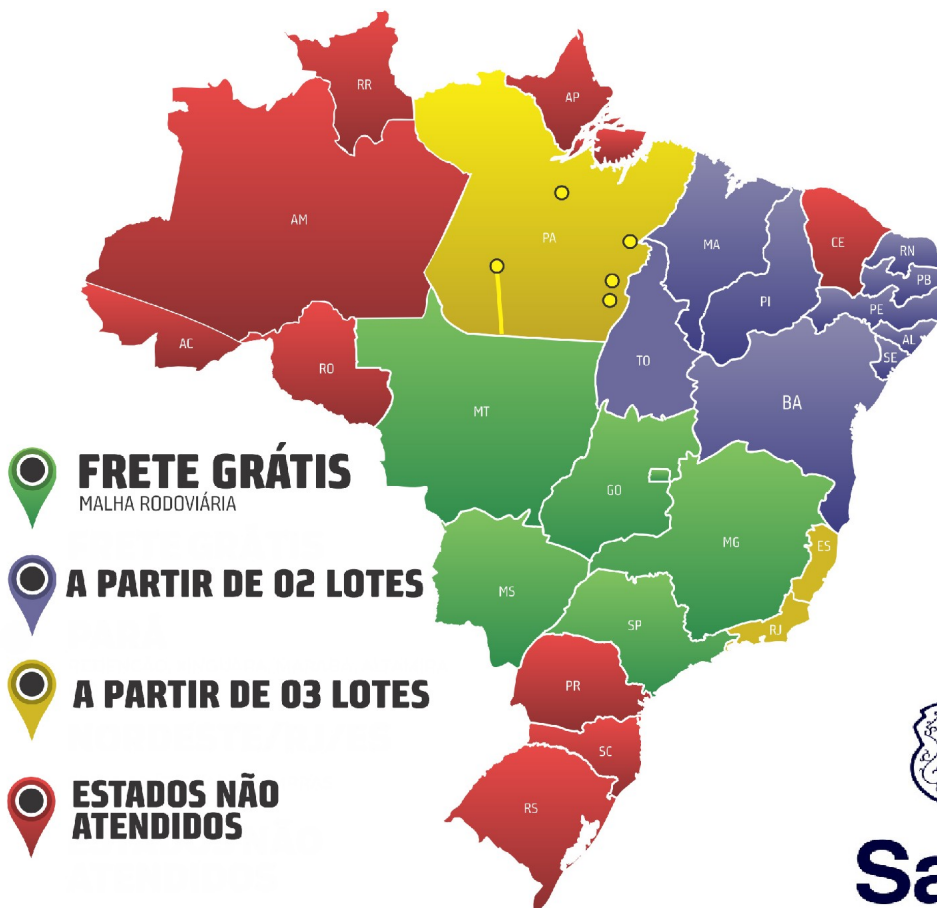 RR
AP
AM
PA
MA
CE
RN
PB
PI
PE
AL
SE
AC
RO
TO
BA
MT
FRETE GRÁTIS
MALHA RODOVIÁRIA
GO
A PARTIR DE 02 LOTES
MG
ES
MS
SP
RJ
A PARTIR DE 03 LOTES
PR
SC
ESTADOS NÃO
ATENDIDOS
RS
Sa